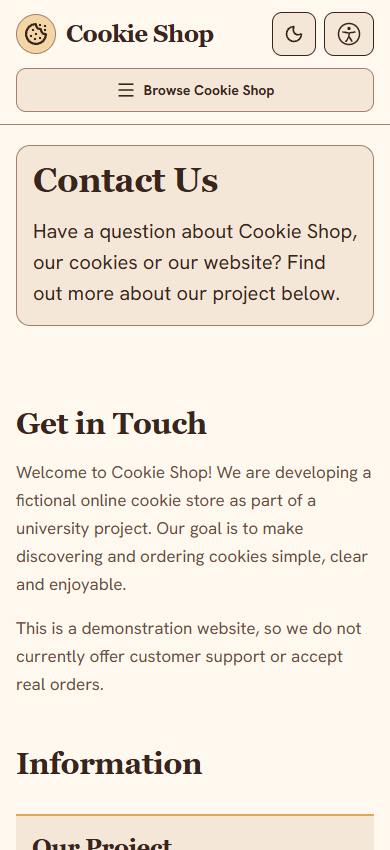 Cookie Shop
Browse Cookie Shop
Contact Us
Have a question about Cookie Shop,
our cookies or our website? Find
out more about our project below.
Get in Touch
Welcome to Cookie Shop! We are developing a
fictional online cookie store as part of a
university project. Our goal is to make
discovering and ordering cookies simple, clear
and enjoyable.
This is a demonstration website, so we do not
currently offer customer support or accept
real orders.
Information
Our Project